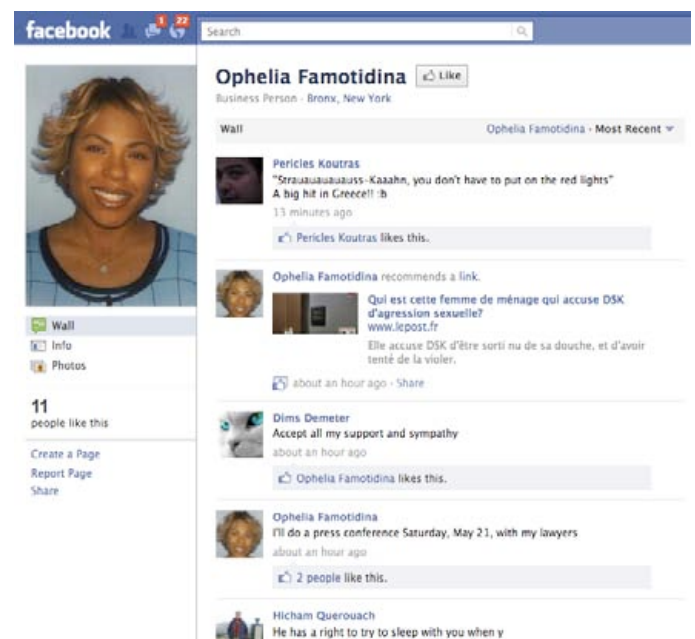 facebook
1
22
Search
Ophelia Famotidina
Like
Business Person · Bronx, New York
Wall
Ophelia Famotidina · Most Recent
Pericles Koutras
"Strauauauauauss-Kaaahn, you don't have to put on the red lights"
A big hit in Greece!! :b
13 minutes ago
Pericles Koutras likes this.
Ophelia Famotidina recommends a link.
Qui est cette femme de ménage qui accuse DSK
d'agression sexuelle?
www.lepost.fr
Elle accuse DSK d'être sorti nu de sa douche, et d'avoir
tenté de la violer.
about an hour ago · Share
Wall
Info
Photos
11
people like this
Create a Page
Report Page
Share
Dims Demeter
Accept all my support and sympathy
about an hour ago
Ophelia Famotidina likes this.
Ophelia Famotidina
I'll do a press conference Saturday, May 21, with my lawyers
about an hour ago
2 people like this.
Hicham Querouach
He has a right to try to sleep with you when y